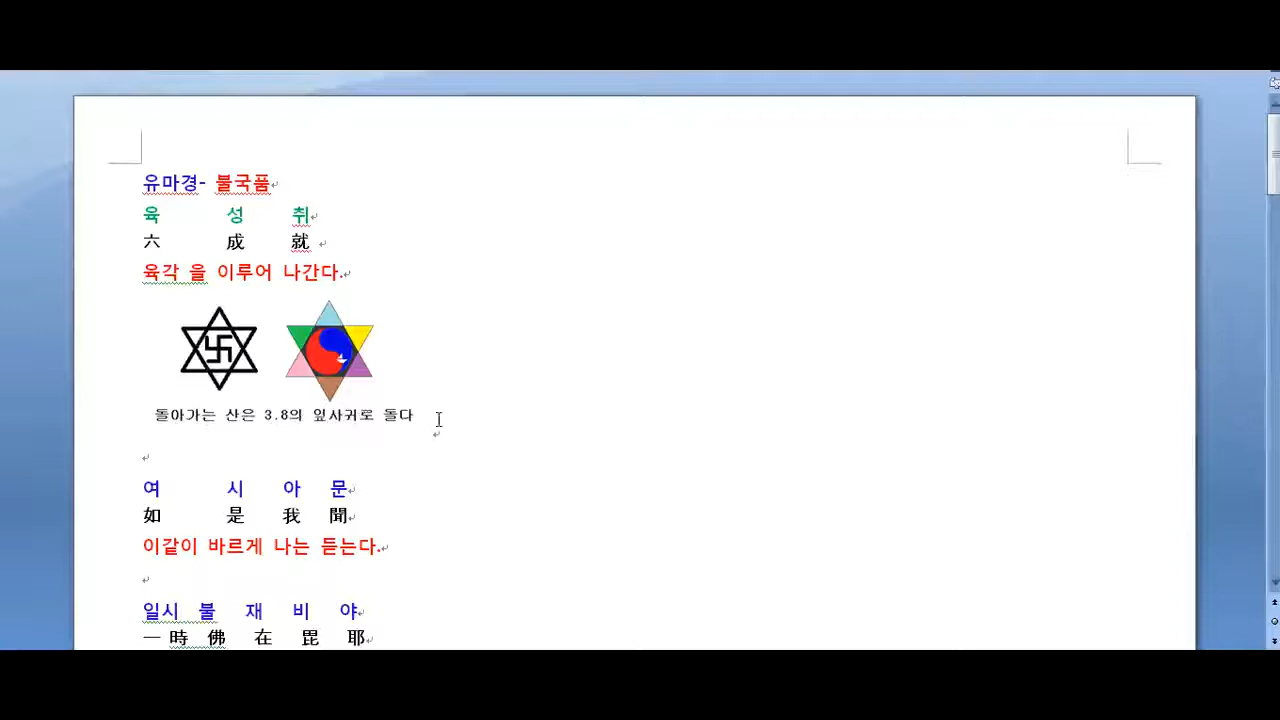 유마경- 불국품
육 성 취
六 成 就
육각 을 이루어 나간다.
돌아가는 산은 3.8의 잎사귀로 돌다
여 시 아 문
如 是 我 聞
이같이 바르게 나는 듣는다.
일시 불 재 비 야
一時 佛 在 毘 耶